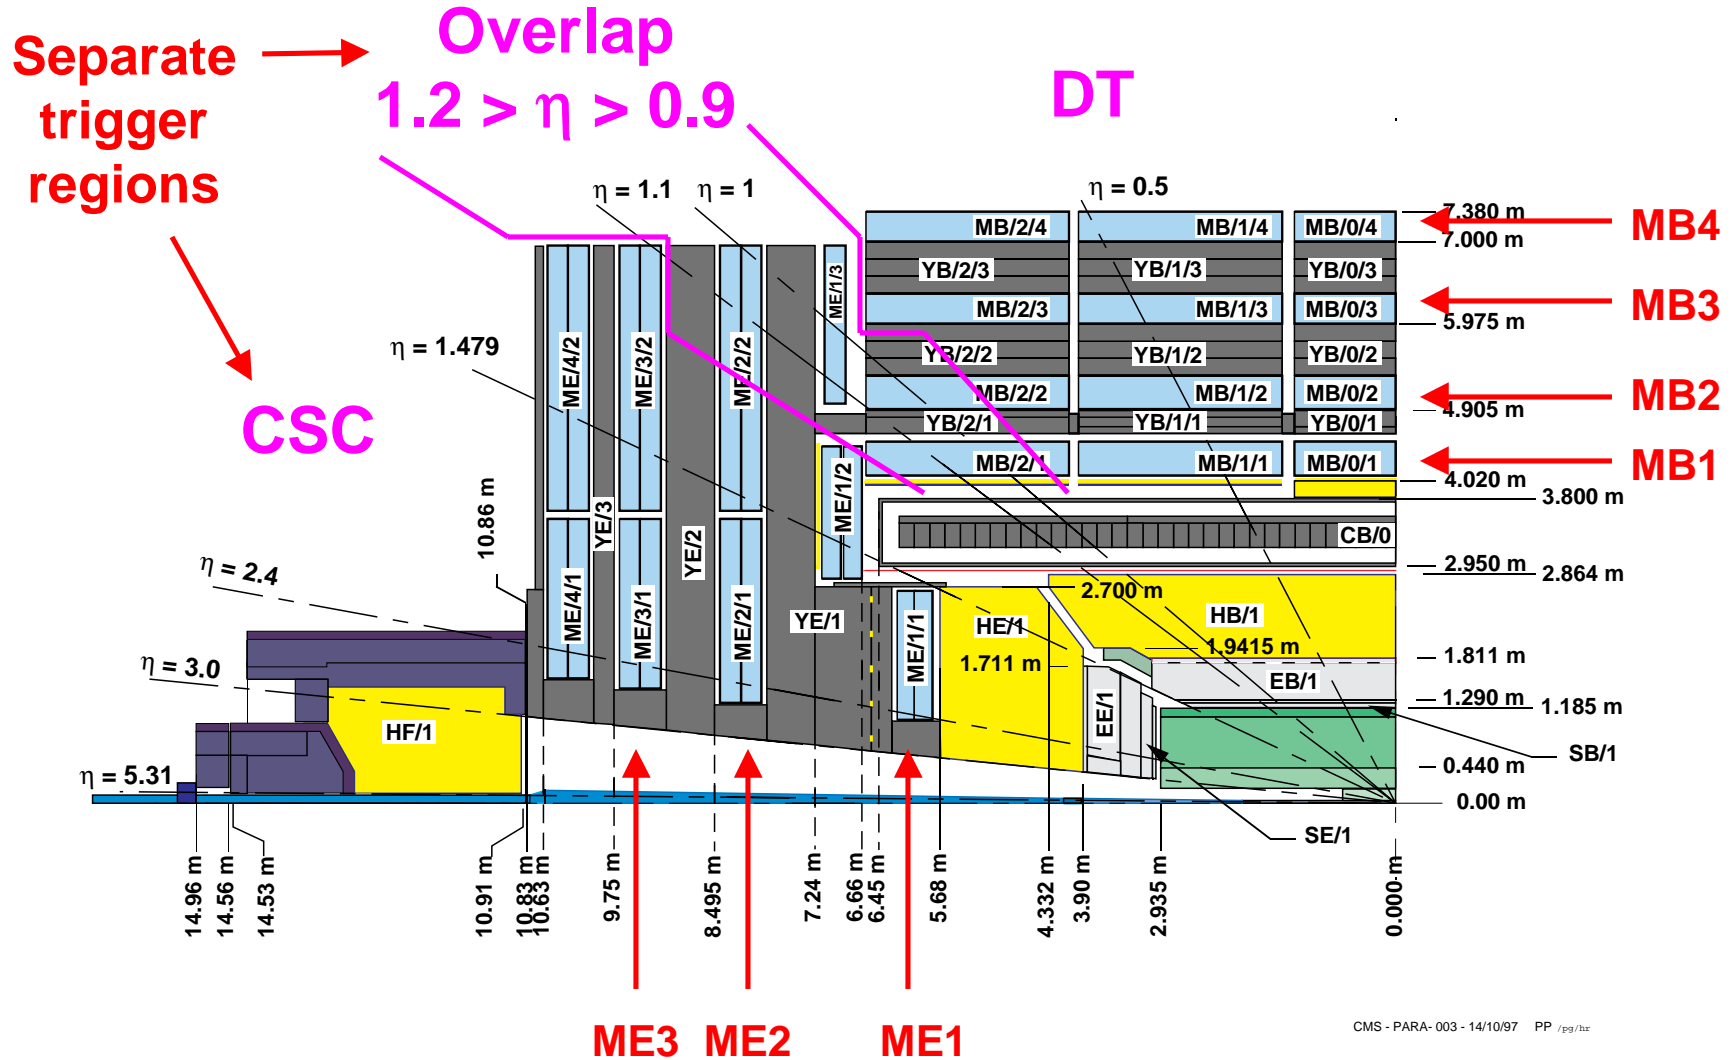 Separate
trigger
regions
Overlap
1.2 > η > 0.9
DT
CSC
η = 1.1
η = 1
η = 0.5
η = 1.479
η = 2.4
η = 3.0
η = 5.31
MB/2/4
MB/1/4
MB/0/4
YB/2/3
YB/1/3
YB/0/3
MB/2/3
MB/1/3
MB/0/3
YB/2/2
YB/1/2
YB/0/2
MB/2/2
MB/1/2
MB/0/2
YB/2/1
YB/1/1
YB/0/1
MB/2/1
MB/1/1
MB/0/1
7.380 m
7.000 m
5.975 m
4.905 m
4.020 m
3.800 m
2.950 m
2.864 m
1.811 m
1.290 m
1.185 m
0.440 m
0.00 m
MB4
MB3
MB2
MB1
ME/4/2
ME/3/2
ME/2/2
ME/1/3
ME/1/2
YE/3
YE/2
YE/1
ME/4/1
ME/3/1
ME/2/1
ME/1/1
10.86 m
CB/0
2.700 m
HE/1
HB/1
1.9415 m
1.711 m
EB/1
EE/1
HF/1
SB/1
SE/1
14.96 m
14.56 m
14.53 m
10.91 m
10.83 m
10.63 m
9.75 m
8.495 m
7.24 m
6.66 m
6.45 m
5.68 m
4.332 m
3.90 m
2.935 m
0.000 m
ME3
ME2
ME1
CMS - PARA- 003 - 14/10/97 PP /pg/hr